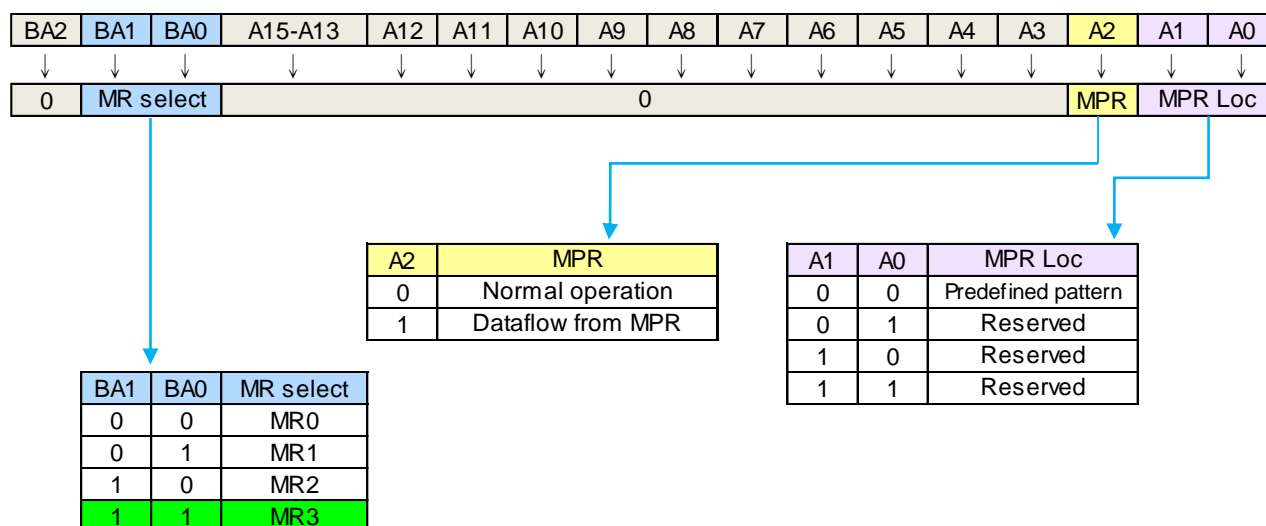 BA2 BA1 BA0 A15-A13 A12 A11 A10 A9 A8 A7 A6 A5 A4 A3 A2 A1 A0
0 MR select 0 MPR MPR Loc
A2 MPR
0 Normal operation
1 Dataflow from MPR
A1 A0 MPR Loc
0 0 Predefined pattern
0 1 Reserved
1 0 Reserved
1 1 Reserved
BA1 BA0 MR select
0 0 MR0
0 1 MR1
1 0 MR2
1 1 MR3